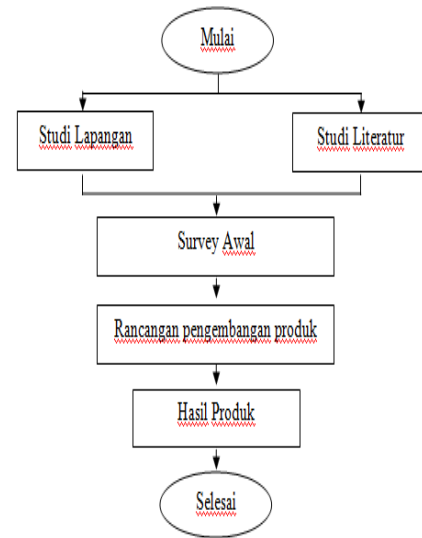 Mulai
Studi Lapangan
Studi Literatur
Survey Awal
Rancangan pengembangan produk
Hasil Produk
Selesai